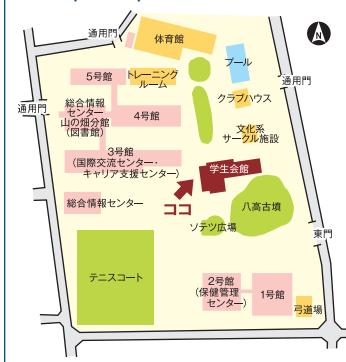 通用門
体育館
N
プール
5号館
トレーニング
ルーム
通用門
クラブハウス
通用門
総合情報
センター
山の畑分館
(図書館)
4号館
文化系
サークル施設
3号館
(国際交流センター・
キャリア支援センター)
学生会館
総合情報センター
ココ
八高古墳
ソテツ広場
東門
テニスコート
2号館
(保健管理
センター)
1号館
弓道場